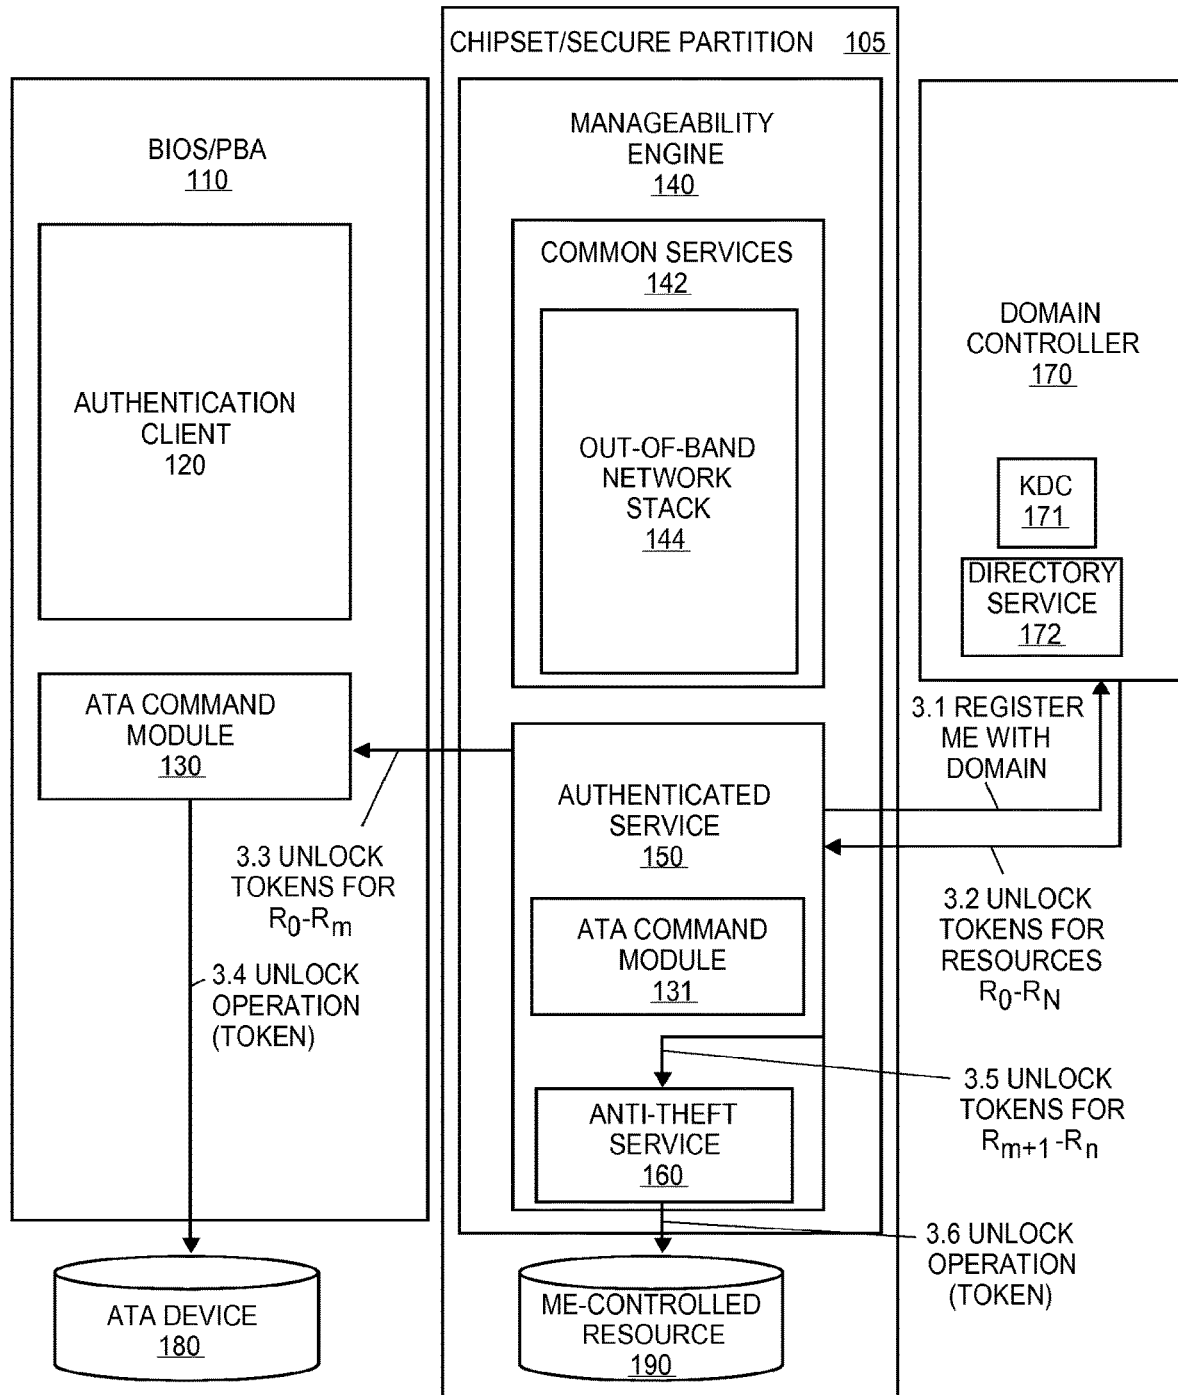 CHIPSET/SECURE PARTITION 105
BIOS/PBA
110
AUTHENTICATION
CLIENT
120
ATA COMMAND
MODULE
130
3.3 UNLOCK
TOKENS FOR
R0-Rm
3.4 UNLOCK
OPERATION
(TOKEN)
ATA DEVICE
180
MANAGEABILITY
ENGINE
140
COMMON SERVICES
142
OUT-OF-BAND
NETWORK
STACK
144
AUTHENTICATED
SERVICE
150
ATA COMMAND
MODULE
131
ANTI-THEFT
SERVICE
160
ME-CONTROLLED
RESOURCE
190
DOMAIN
CONTROLLER
170
KDC
171
DIRECTORY
SERVICE
172
3.1 REGISTER
ME WITH
DOMAIN
3.2 UNLOCK
TOKENS FOR
RESOURCES
R0-RN
3.5 UNLOCK
TOKENS FOR
Rm+1-Rn
3.6 UNLOCK
OPERATION
(TOKEN)